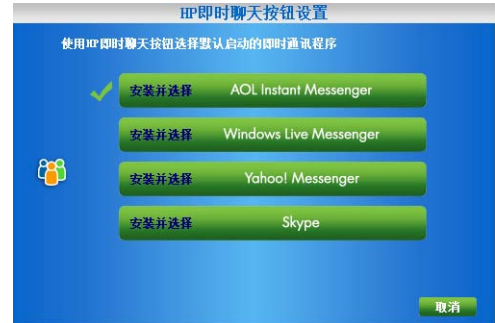 HP即时聊天按钮设置
使用HP即时聊天按钮选择默认启动的即时通讯程序
安装并选择 AOL Instant Messenger
安装并选择 Windows Live Messenger
安装并选择 Yahoo! Messenger
安装并选择 Skype
取消